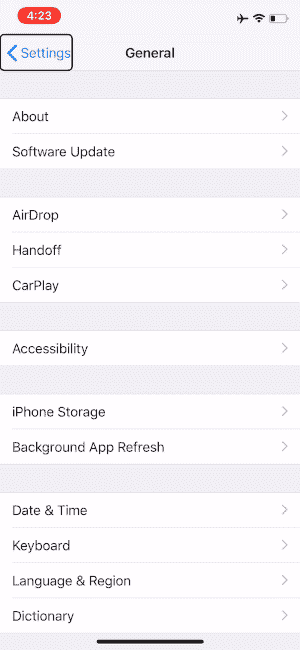 4:23
Settings
General
About
Software Update
AirDrop
Handoff
CarPlay
Accessibility
iPhone Storage
Background App Refresh
Date & Time
Keyboard
Language & Region
Dictionary